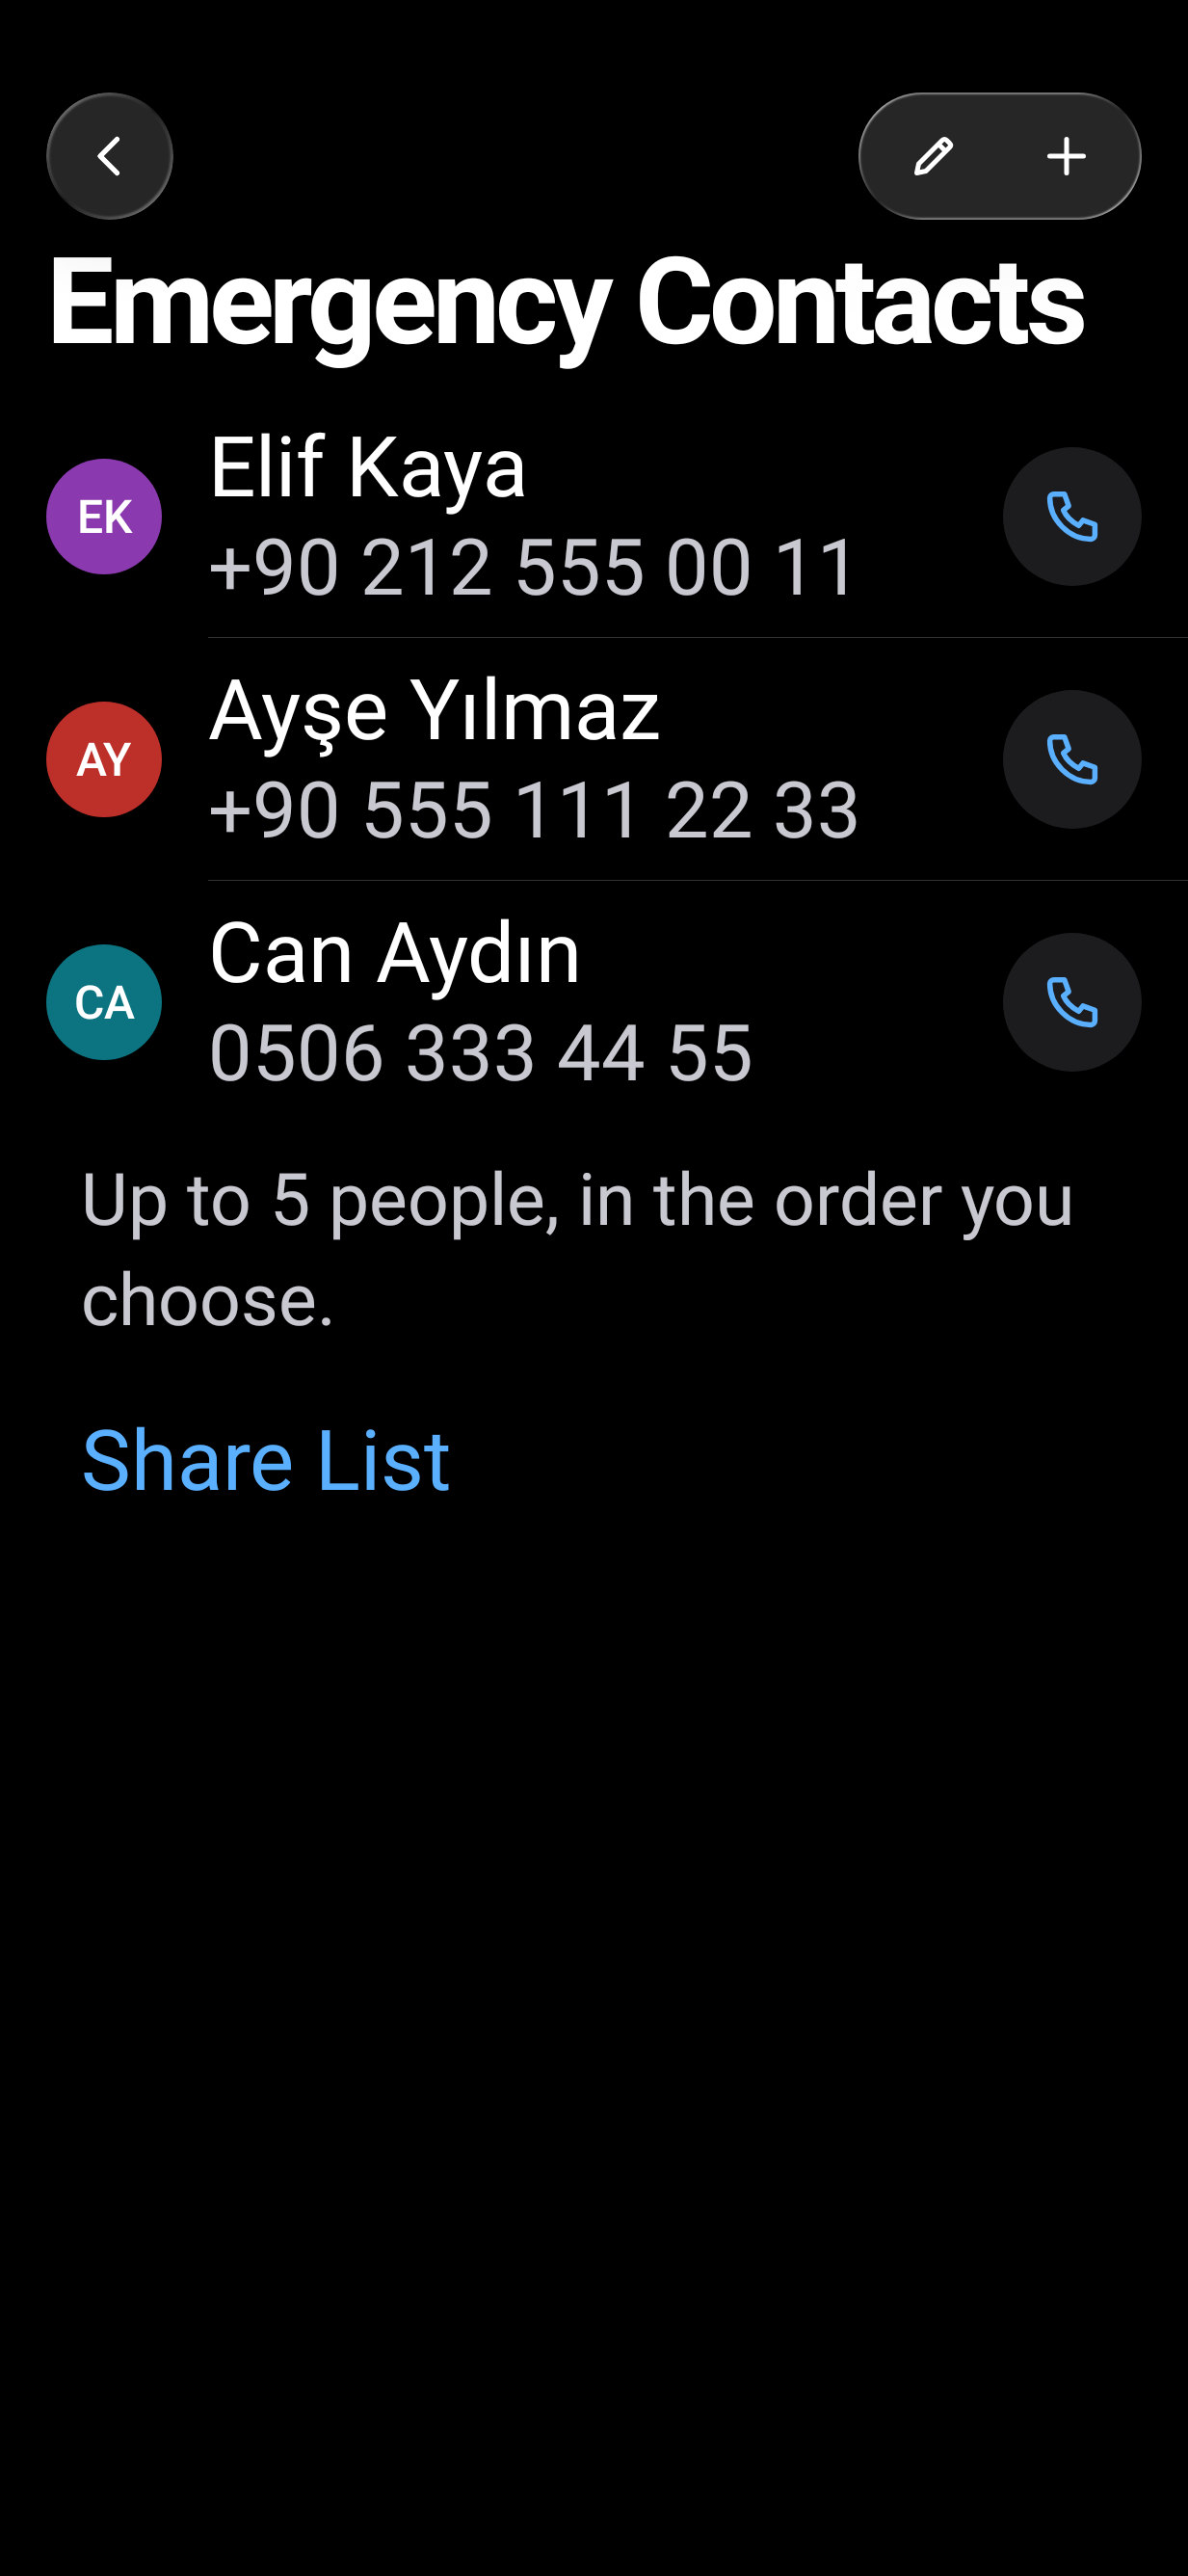 Emergency Contacts
EK
Elif Kaya
+90 212 555 00 11
AY
Ayşe Yılmaz
+90 555 111 22 33
CA
Can Aydın
0506 333 44 55
Up to 5 people, in the order you
choose.
Share List